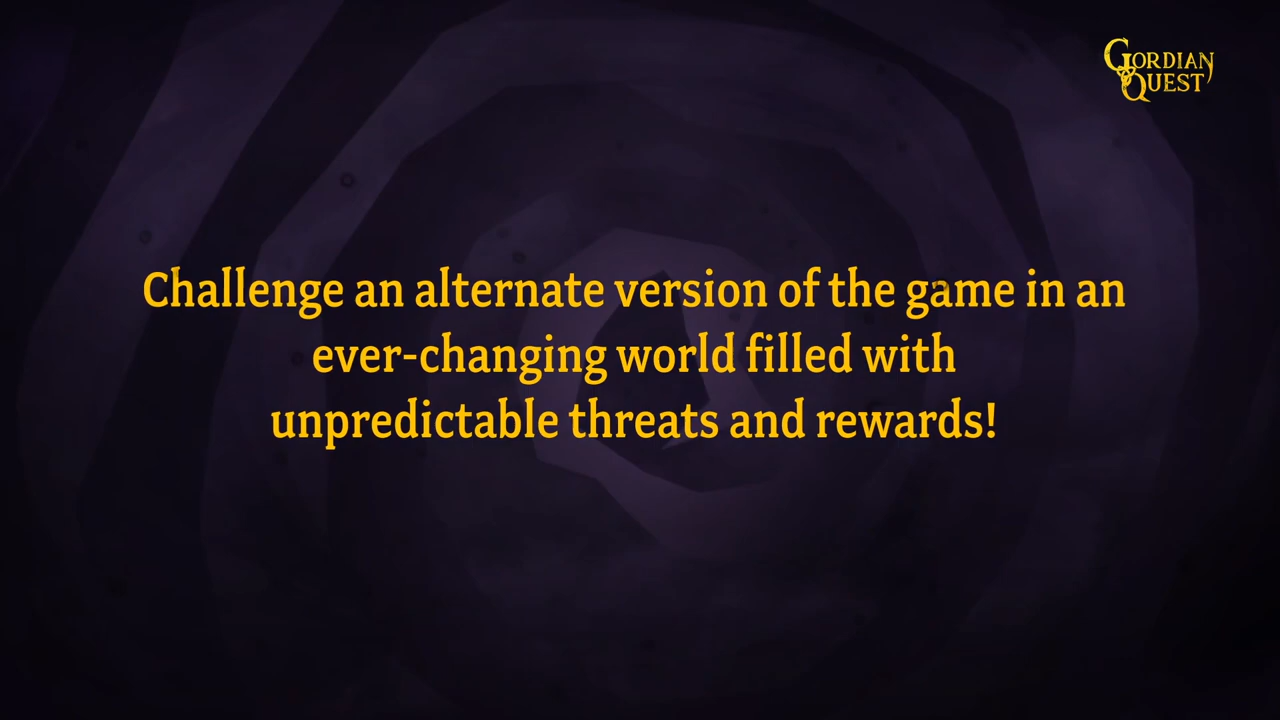 GORDIAN
QUEST
Challenge an alternate version of the game in an
ever-changing world filled with
unpredictable threats and rewards!